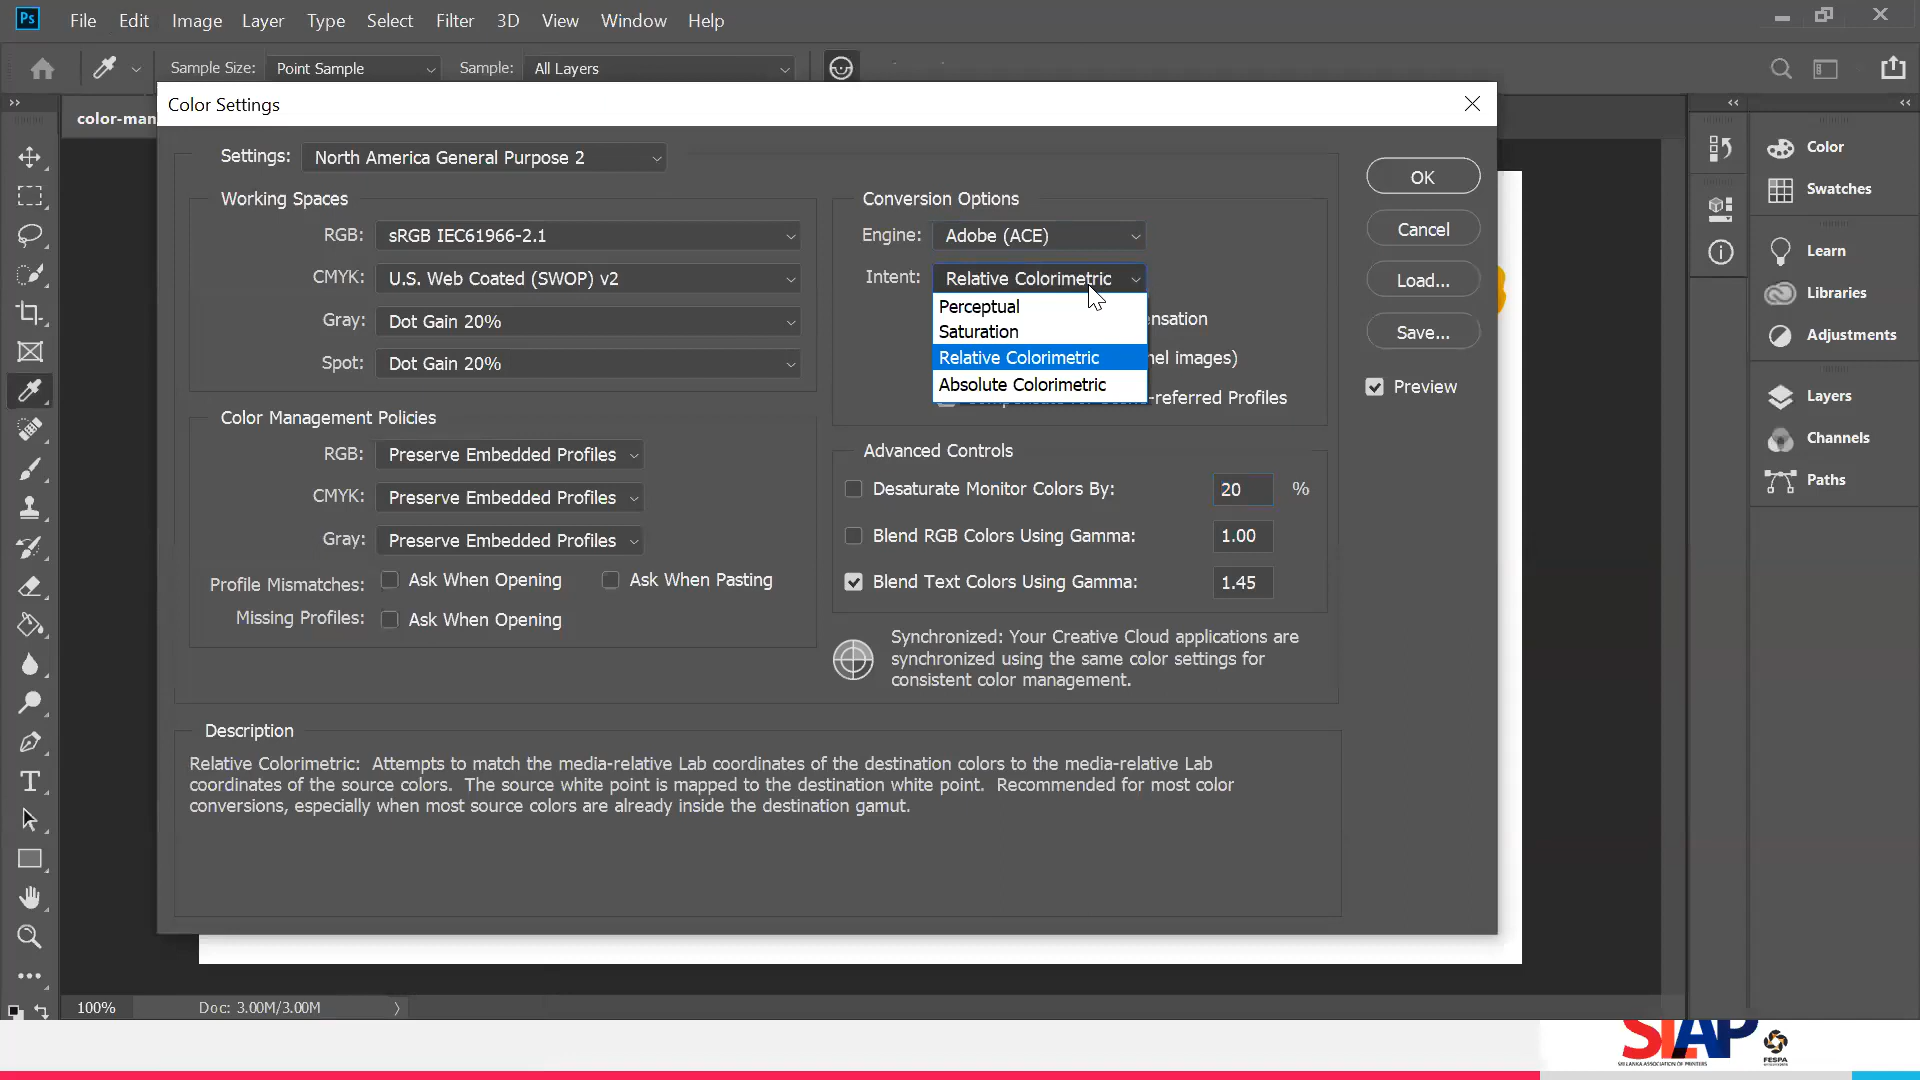 Ps File Edit Image Layer Type Select Filter 3D View Window Help
Sample Size: Point Sample Sample: All Layers
color-man
Color Settings
Settings: North America General Purpose 2
Working Spaces
RGB: sRGB IEC61966-2.1
CMYK: U.S. Web Coated (SWOP) v2
Gray: Dot Gain 20%
Spot: Dot Gain 20%
Color Management Policies
RGB: Preserve Embedded Profiles
CMYK: Preserve Embedded Profiles
Gray: Preserve Embedded Profiles
Profile Mismatches: Ask When Opening Ask When Pasting
Missing Profiles: Ask When Opening
Conversion Options
Engine: Adobe (ACE)
Intent: Relative Colorimetric
Perceptual
Saturation
Relative Colorimetric
Absolute Colorimetric
ensation
nel images)
-referred Profiles
Advanced Controls
Desaturate Monitor Colors By: 20 %
Blend RGB Colors Using Gamma: 1.00
Blend Text Colors Using Gamma: 1.45
Synchronized: Your Creative Cloud applications are
synchronized using the same color settings for
consistent color management.
OK
Cancel
Load...
Save...
Preview
Description
Relative Colorimetric: Attempts to match the media-relative Lab coordinates of the destination colors to the media-relative Lab
coordinates of the source colors. The source white point is mapped to the destination white point. Recommended for most color
conversions, especially when most source colors are already inside the destination gamut.
Color
Swatches
Learn
Libraries
Adjustments
Layers
Channels
Paths
100% Doc: 3.00M/3.00M
SLAP
SRI LANKA ASSOCIATION OF PRINTERS
FESPA